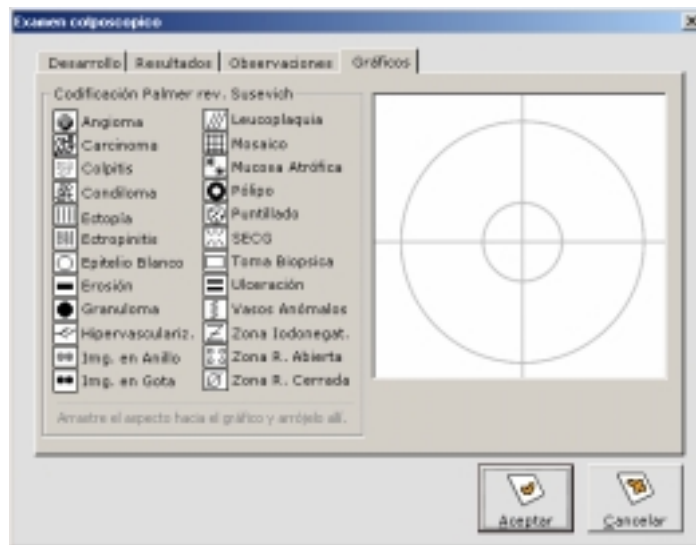 Examen colposcopico
Desarrollo Resultados Observaciones Gráficos
Codificación Palmer rev. Susevich
Angioma
Carcinoma
Colpitis
Condiloma
Ectopía
Ectropinitis
Epitelio Blanco
Erosión
Granuloma
Hipervasculariz.
Img. en Anillo
Img. en Gota
Leucoplaquia
Mosaico
Mucosa Atrófica
Pólipo
Puntillado
SECG
Toma Biopsica
Ulceración
Vasos Anómalos
Zona Iodonegat.
Zona R. Abierta
Zona R. Cerrada
Arrastre el aspecto hacia el gráfico y arrójelo allí.
Aceptar
Cancelar